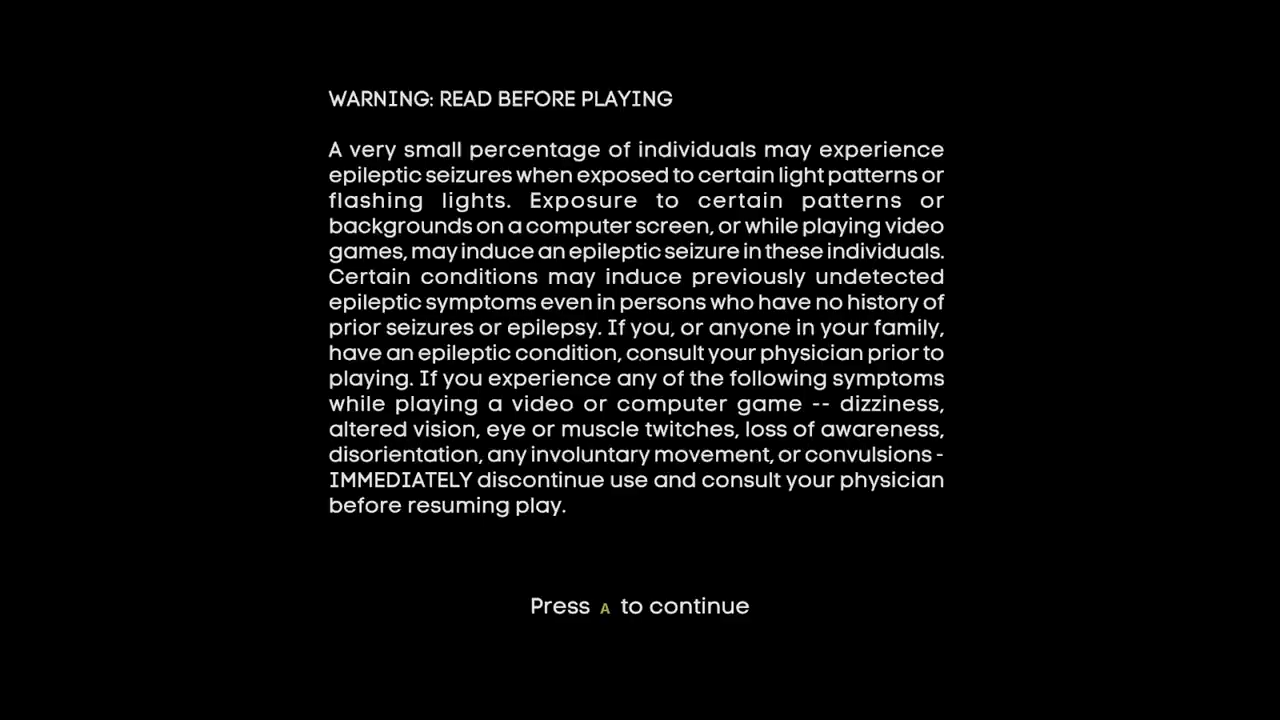 WARNING: READ BEFORE PLAYING
A very small percentage of individuals may experience
epileptic seizures when exposed to certain light patterns or
flashing lights. Exposure to certain patterns or
backgrounds on a computer screen, or while playing video
games, may induce an epileptic seizure in these individuals.
Certain conditions may induce previously undetected
epileptic symptoms even in persons who have no history of
prior seizures or epilepsy. If you, or anyone in your family,
have an epileptic condition, consult your physician prior to
playing. If you experience any of the following symptoms
while playing a video or computer game -- dizziness,
altered vision, eye or muscle twitches, loss of awareness,
disorientation, any involuntary movement, or convulsions -
IMMEDIATELY discontinue use and consult your physician
before resuming play.
Press A to continue